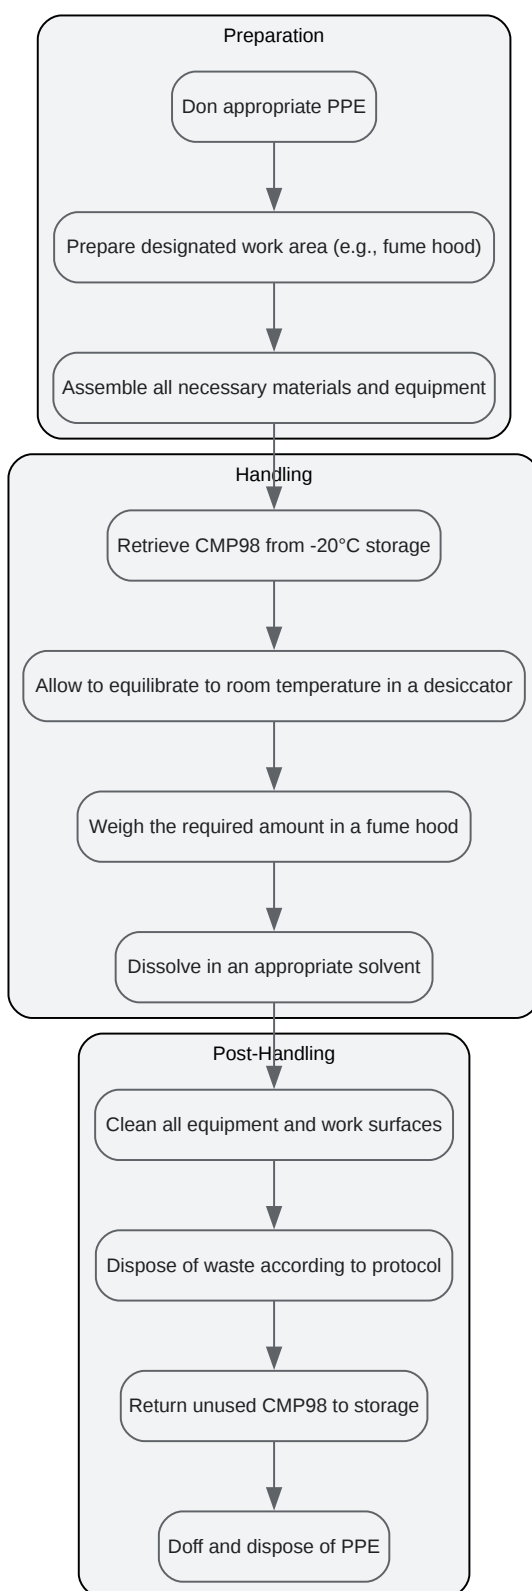 Preparation
Don appropriate PPE
Prepare designated work area (e.g., fume hood)
Assemble all necessary materials and equipment
Handling
Retrieve CMP98 from -20°C storage
Allow to equilibrate to room temperature in a desiccator
Weigh the required amount in a fume hood
Dissolve in an appropriate solvent
Post-Handling
Clean all equipment and work surfaces
Dispose of waste according to protocol
Return unused CMP98 to storage
Doff and dispose of PPE